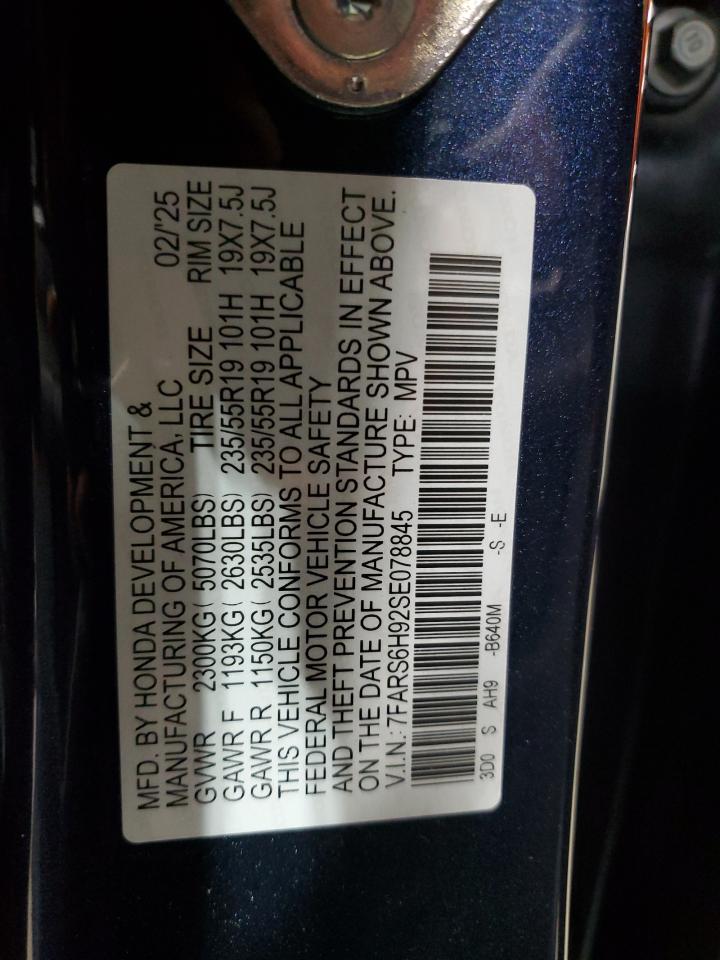 MFD. BY HONDA DEVELOPMENT &
MANUFACTURING OF AMERICA, LLC 02/'25
GVWR 2300KG( 5070LBS) TIRE SIZE RIM SIZE
GAWR F 1193KG( 2630LBS) 235/55R19 101H 19X7.5J
GAWR R 1150KG( 2535LBS) 235/55R19 101H 19X7.5J
THIS VEHICLE CONFORMS TO ALL APPLICABLE
FEDERAL MOTOR VEHICLE SAFETY
AND THEFT PREVENTION STANDARDS IN EFFECT
ON THE DATE OF MANUFACTURE SHOWN ABOVE.
V.I.N.: 7FARS6H92SE078845 TYPE: MPV
3D0 S AH9 -B640M -S -E